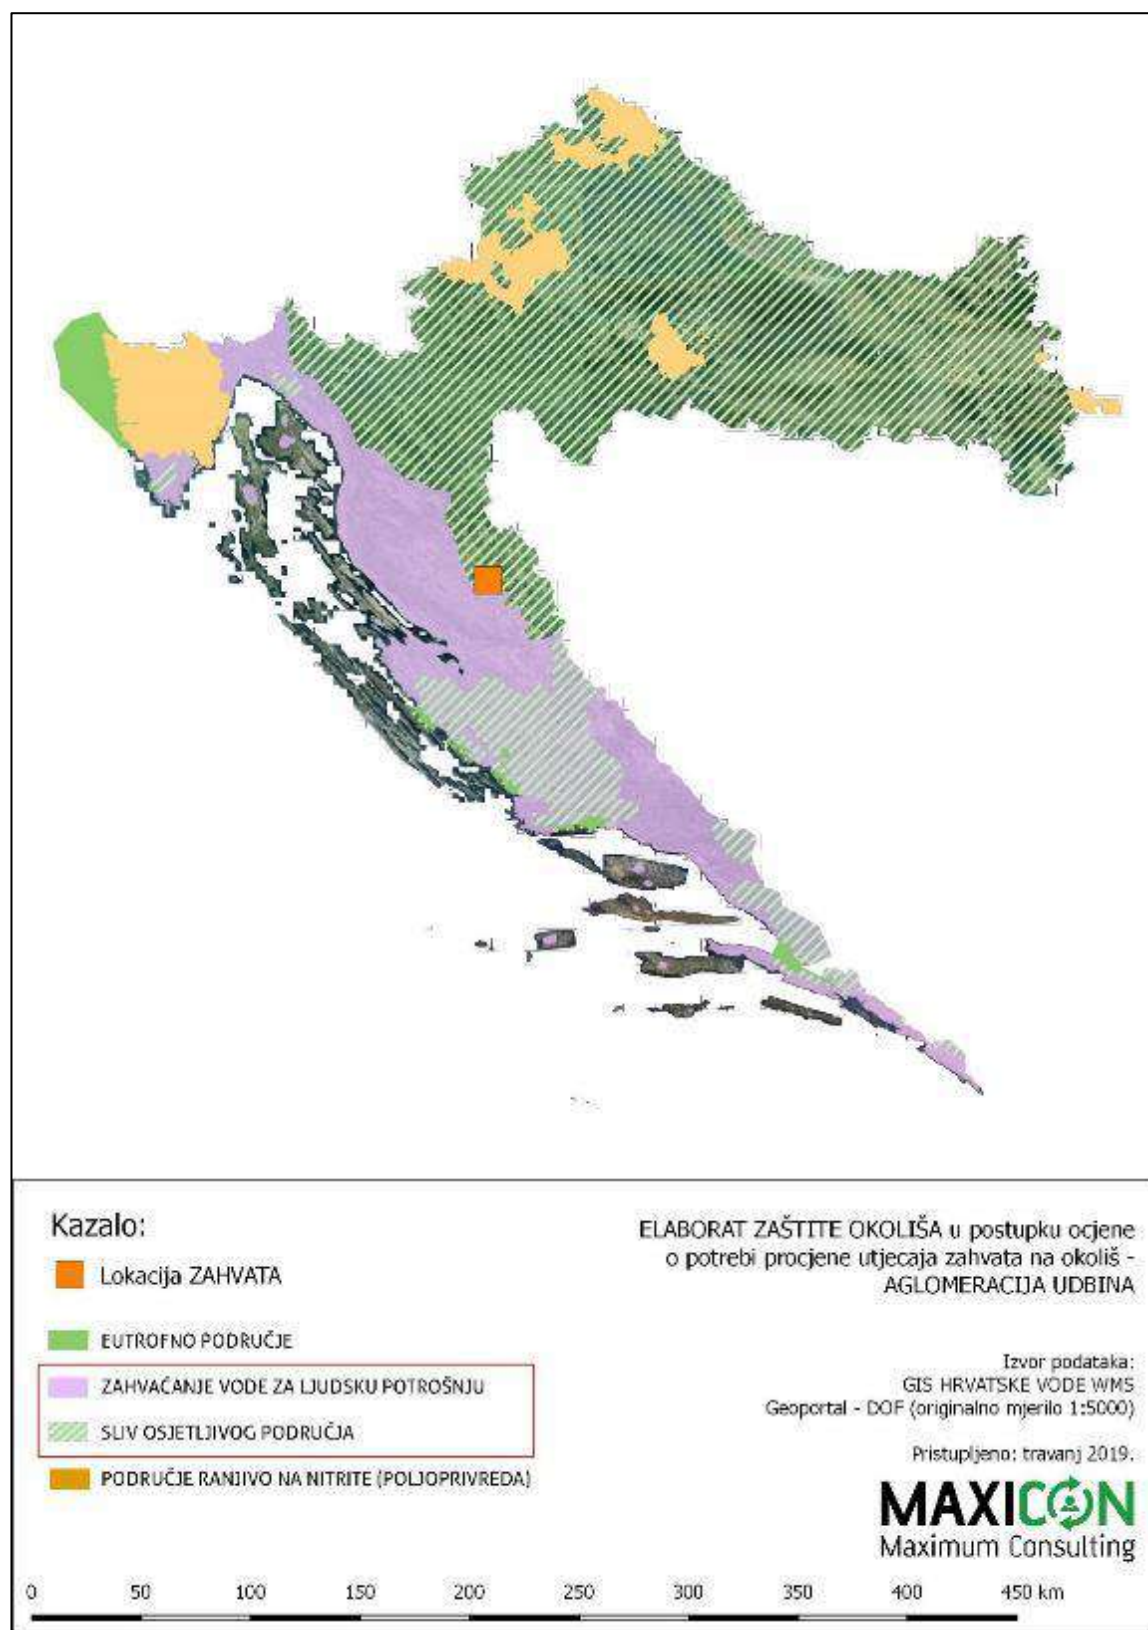 Kazalo:
Lokacija ZAHVATA
EUTROFNO PODRUČJE
ZAHVAĆANJE VODE ZA LJUDSKU POTROŠNJU
SLIV OSJETLJIVOG PODRUČJA
PODRUČJE RANJIVO NA NITRITE (POLJOPRIVREDA)
ELABORAT ZAŠTITE OKOLIŠA u postupku ocjene
o potrebi procjene utjecaja zahvata na okoliš -
AGLOMERACIJA UDBINA
Izvor podataka:
GIS HRVATSKE VODE WMS
Geoportal - DOF (originalno mjerilo 1:5000)
Pristupljeno: travanj 2019.
MAXICON
Maximum Consulting
0 50 100 150 200 250 300 350 400 450 km